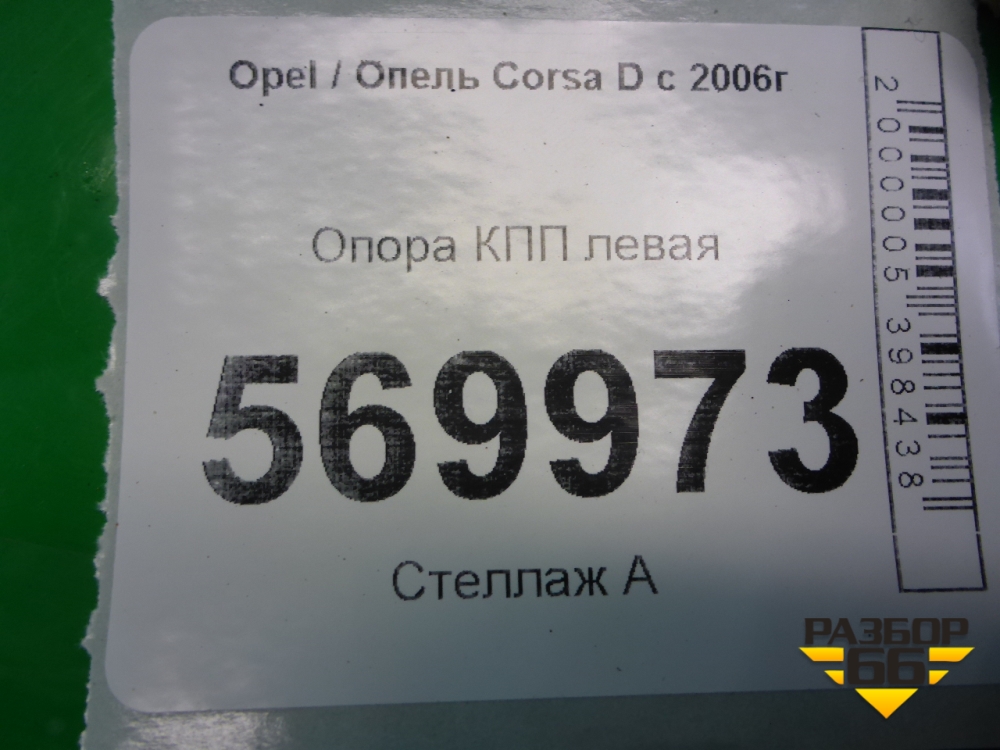 Opel / Опель Corsa D с 2006г
Опора КПП левая
569973
Стеллаж А
2000005398438
РАЗБОР
66